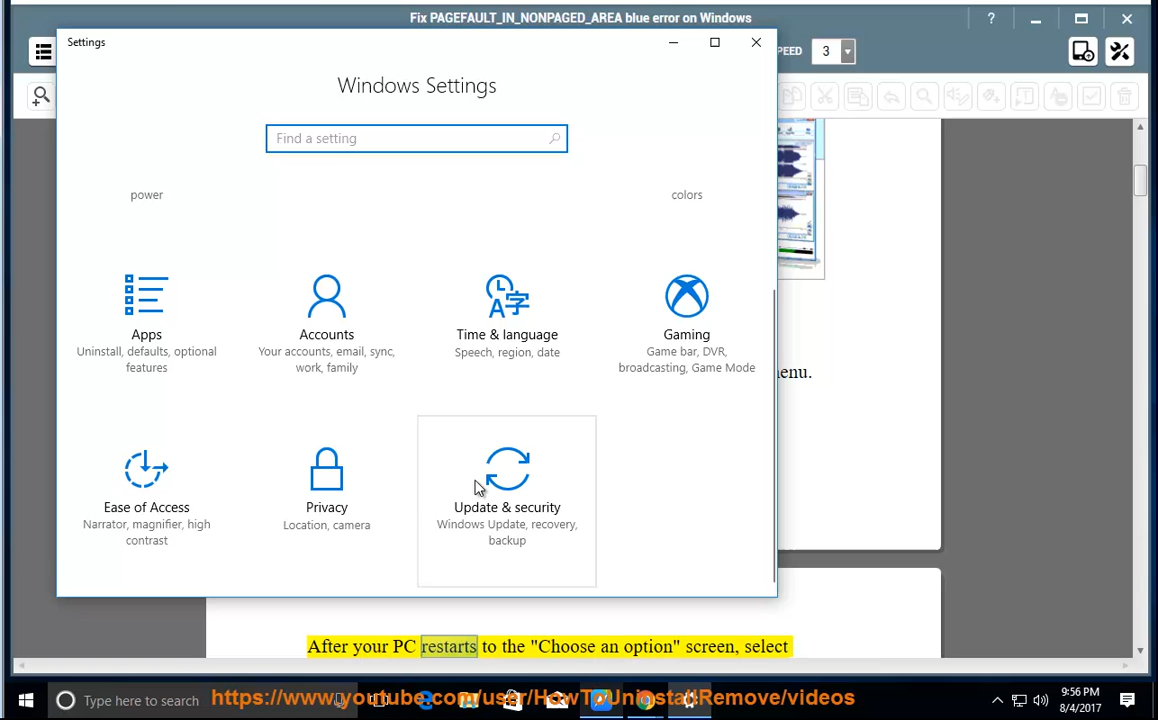 Fix PAGEFAULT_IN_NONPAGED_AREA blue error on Windows
?
Settings
PEED
3
Windows Settings
Find a setting
power
colors
Apps
Uninstall, defaults, optional
features
Accounts
Your accounts, email, sync,
work, family
Time & language
Speech, region, date
Gaming
Game bar, DVR,
broadcasting, Game Mode
enu.
Ease of Access
Narrator, magnifier, high
contrast
Privacy
Location, camera
Update & security
Windows Update, recovery,
backup
After your PC restarts to the "Choose an option" screen, select
Type here to search
https://www.youtube.com/user/HowToUninstallRemove/videos
9:56 PM
8/4/2017